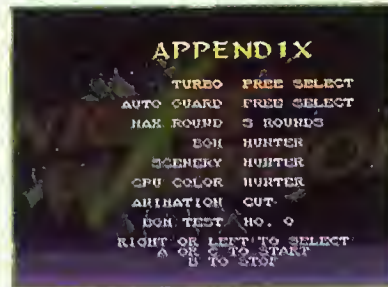 APPENDIX
TURBO FREE SELECT
AUTO GUARD FREE SELECT
MAX. ROUND 5 ROUNDS
BGM HUNTER
SCENERY HUNTER
CPU COLOR HUNTER
ANIMATION CUT
BGM TEST NO. 0
RIGHT OR LEFT TO SELECT
A OR C TO START
B TO STOP